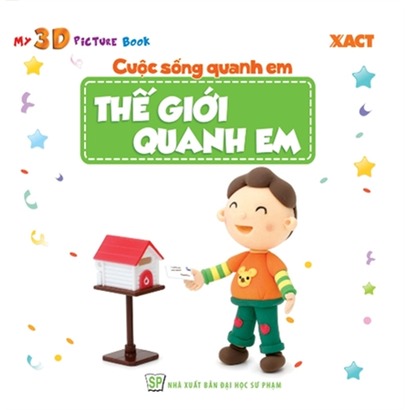 My 3D Picture Book
XACT
Cuộc sống quanh em
THẾ GIỚI
QUANH EM
SP
NHÀ XUẤT BẢN ĐẠI HỌC SƯ PHẠM